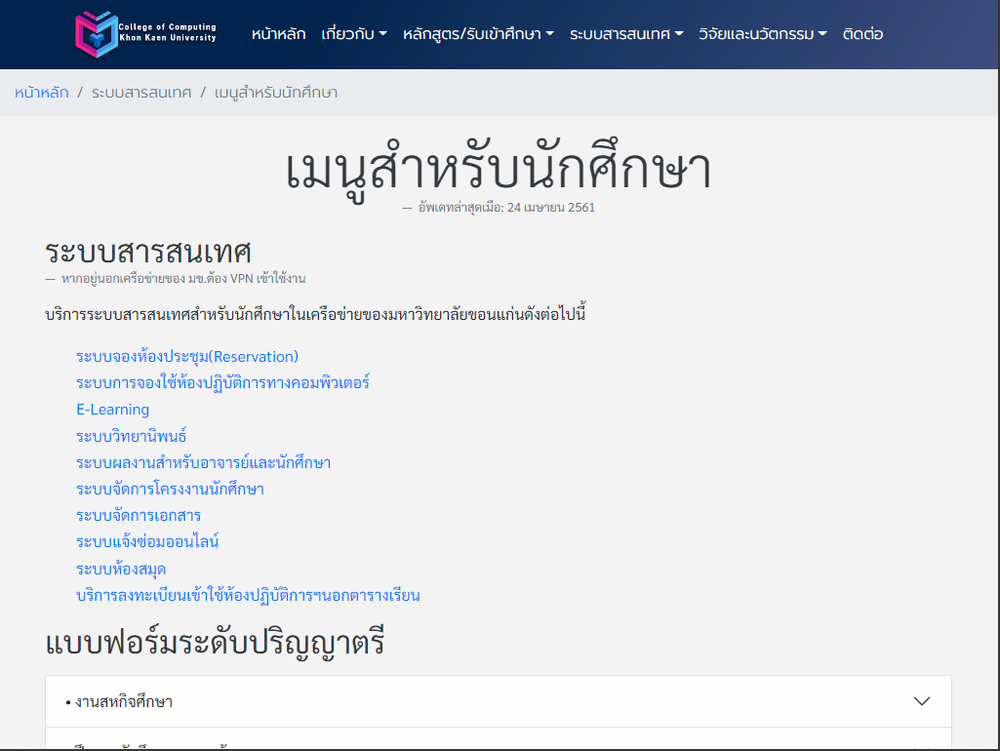 College of Computing
Khon Kaen University
หน้าหลัก เกี่ยวกับ หลักสูตร/รับเข้าศึกษา ระบบสารสนเทศ วิจัยและนวัตกรรม ติดต่อ
หน้าหลัก / ระบบสารสนเทศ / เมนูสำหรับนักศึกษา
เมนูสำหรับนักศึกษา
— อัพเดทล่าสุดเมื่อ: 24 เมษายน 2561
ระบบสารสนเทศ
— หากอยู่นอกเครือข่ายของ มข.ต้อง VPN เข้าใช้งาน
บริการระบบสารสนเทศสำหรับนักศึกษาในเครือข่ายของมหาวิทยาลัยขอนแก่นดังต่อไปนี้
ระบบจองห้องประชุม(Reservation)
ระบบการจองใช้ห้องปฏิบัติการทางคอมพิวเตอร์
E-Learning
ระบบวิทยานิพนธ์
ระบบผลงานสำหรับอาจารย์และนักศึกษา
ระบบจัดการโครงงานนักศึกษา
ระบบจัดการเอกสาร
ระบบแจ้งซ่อมออนไลน์
ระบบห้องสมุด
บริการลงทะเบียนเข้าใช้ห้องปฏิบัติการฯนอกตารางเรียน
แบบฟอร์มระดับปริญญาตรี
• งานสหกิจศึกษา